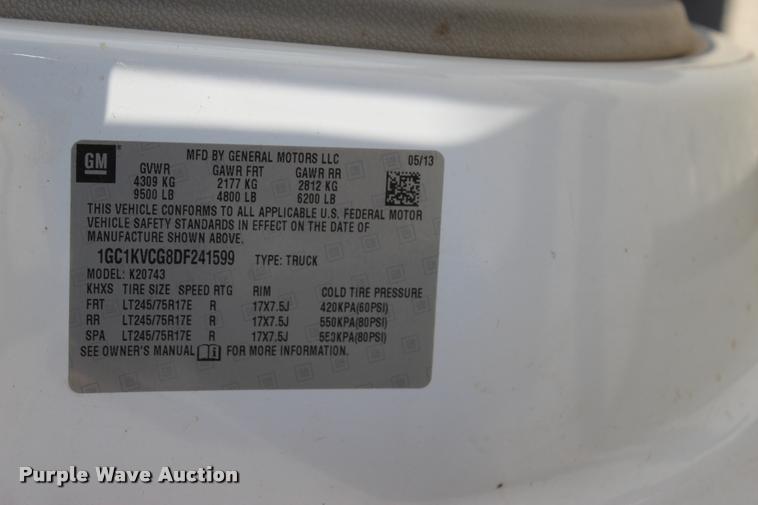 GM
MFD BY GENERAL MOTORS LLC 05/13
GVWR GAWR FRT GAWR RR
4309 KG 2177 KG 2812 KG
9500 LB 4800 LB 6200 LB
THIS VEHICLE CONFORMS TO ALL APPLICABLE U.S. FEDERAL MOTOR
VEHICLE SAFETY STANDARDS IN EFFECT ON THE DATE OF
MANUFACTURE SHOWN ABOVE.
1GC1KVCG8DF241599 TYPE: TRUCK
MODEL: K20743
KHXS TIRE SIZE SPEED RTG RIM COLD TIRE PRESSURE
FRT LT245/75R17E R 17X7.5J 420KPA(60PSI)
RR LT245/75R17E R 17X7.5J 550KPA(80PSI)
SPA LT245/75R17E R 17X7.5J 550KPA(80PSI)
SEE OWNER'S MANUAL FOR MORE INFORMATION.
Purple Wave Auction